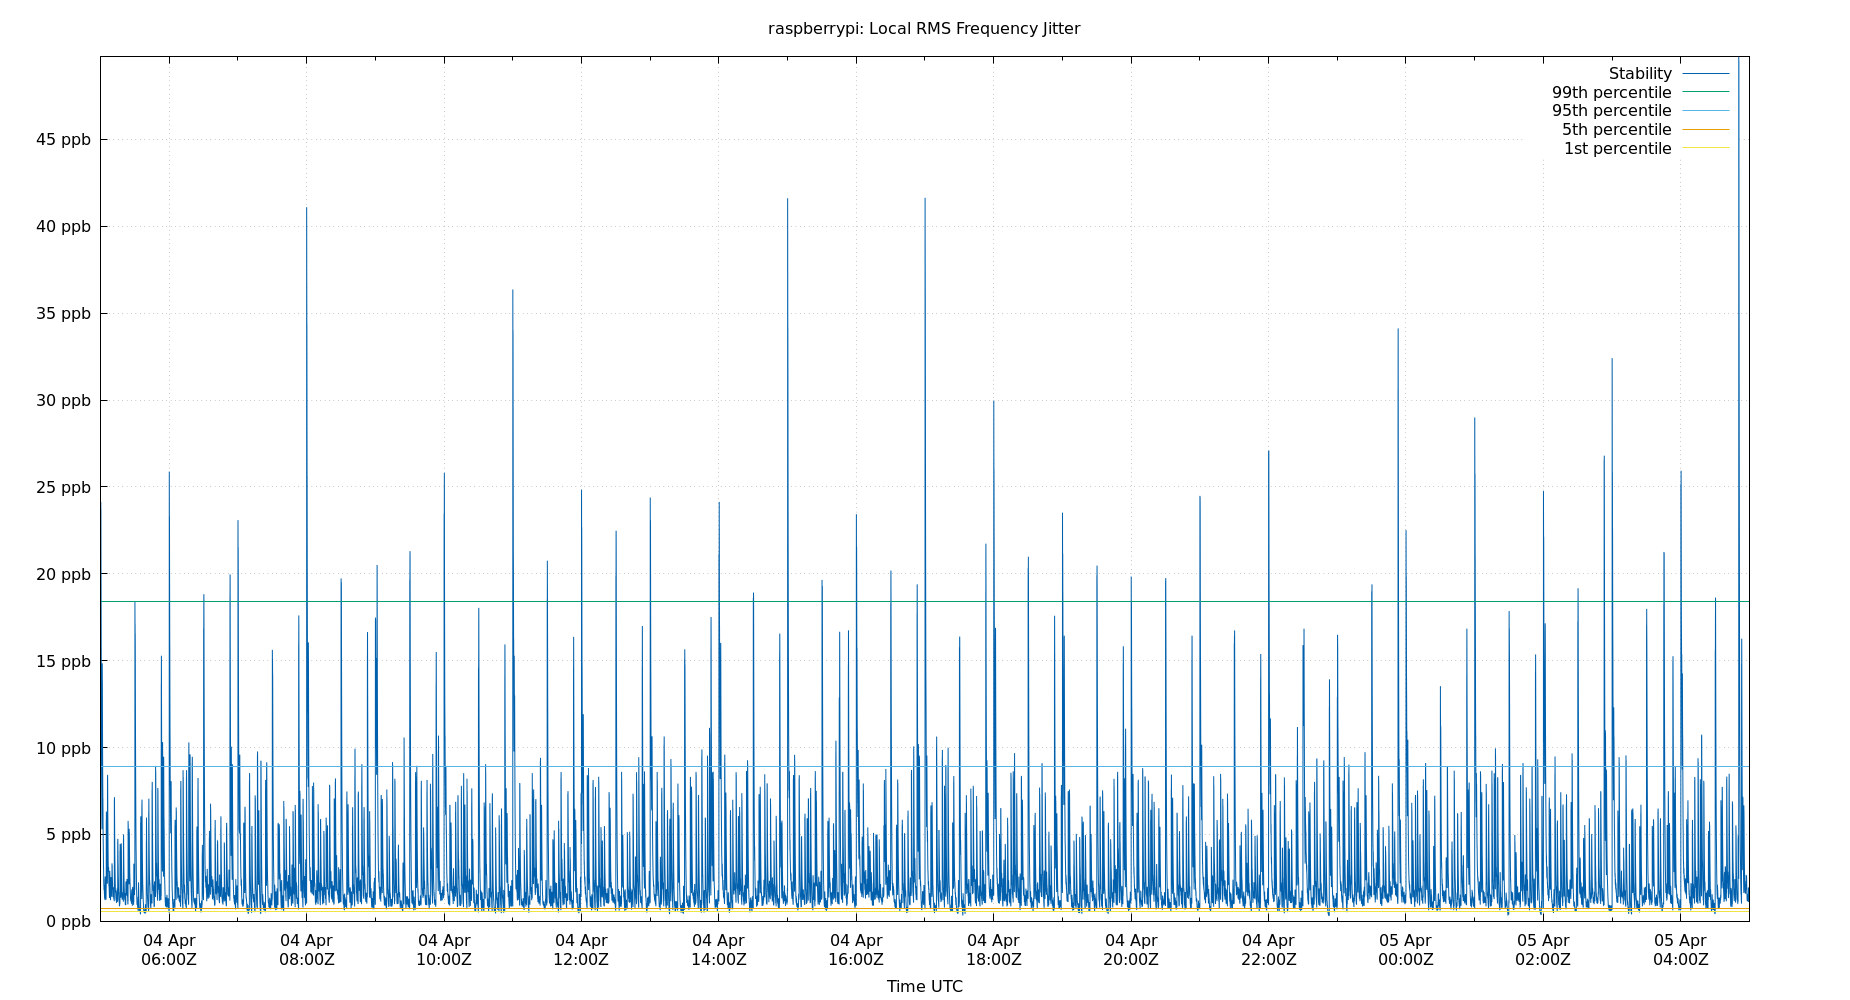 raspberrypi: Local RMS Frequency Jitter
Stability
99th percentile
95th percentile
5th percentile
1st percentile
45 ppb
40 ppb
35 ppb
30 ppb
25 ppb
20 ppb
15 ppb
10 ppb
5 ppb
0 ppb
04 Apr 04 Apr 04 Apr 04 Apr 04 Apr 04 Apr 04 Apr 04 Apr 04 Apr 05 Apr 05 Apr 05 Apr
06:00Z 08:00Z 10:00Z 12:00Z 14:00Z 16:00Z 18:00Z 20:00Z 22:00Z 00:00Z 02:00Z 04:00Z
Time UTC